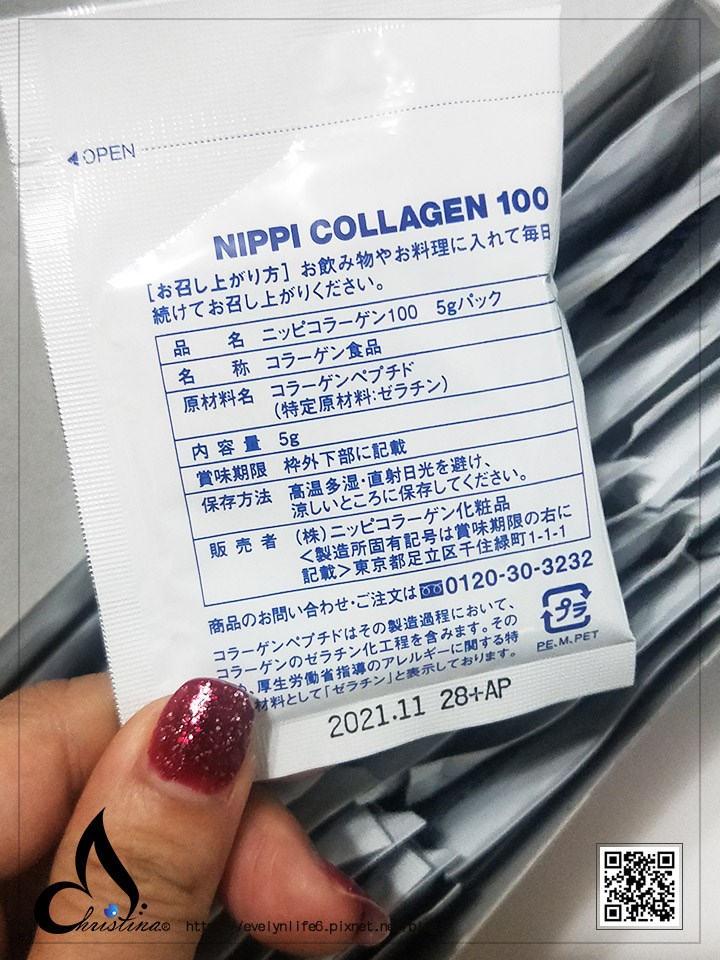 ◀OPEN
NIPPI COLLAGEN 100
[お召し上がり方] お飲み物やお料理に入れて毎日
続けてお召し上がりください。
品 名 ニッピコラーゲン100 5gパック
名 称 コラーゲン食品
原材料名 コラーゲンペプチド
(特定原材料:ゼラチン)
内容量 5g
賞味期限 枠外下部に記載
保存方法 高温多湿・直射日光を避け、
涼しいところに保存してください。
販売者 (株)ニッピコラーゲン化粧品
<製造所固有記号は賞味期限の右に
記載>東京都足立区千住緑町1-1-1
商品のお問い合わせ・ご注文は 0120-30-3232
コラーゲンペプチドはその製造過程において、
コラーゲンのゼラチン化工程を含みます。その
、厚生労働省指導のアレルギーに関する特
材料として「ゼラチン」と表示しております。
プラ
PE、M、PET
2021.11 28+AP
Christina©
http://evelynlife6.pixnet.net/